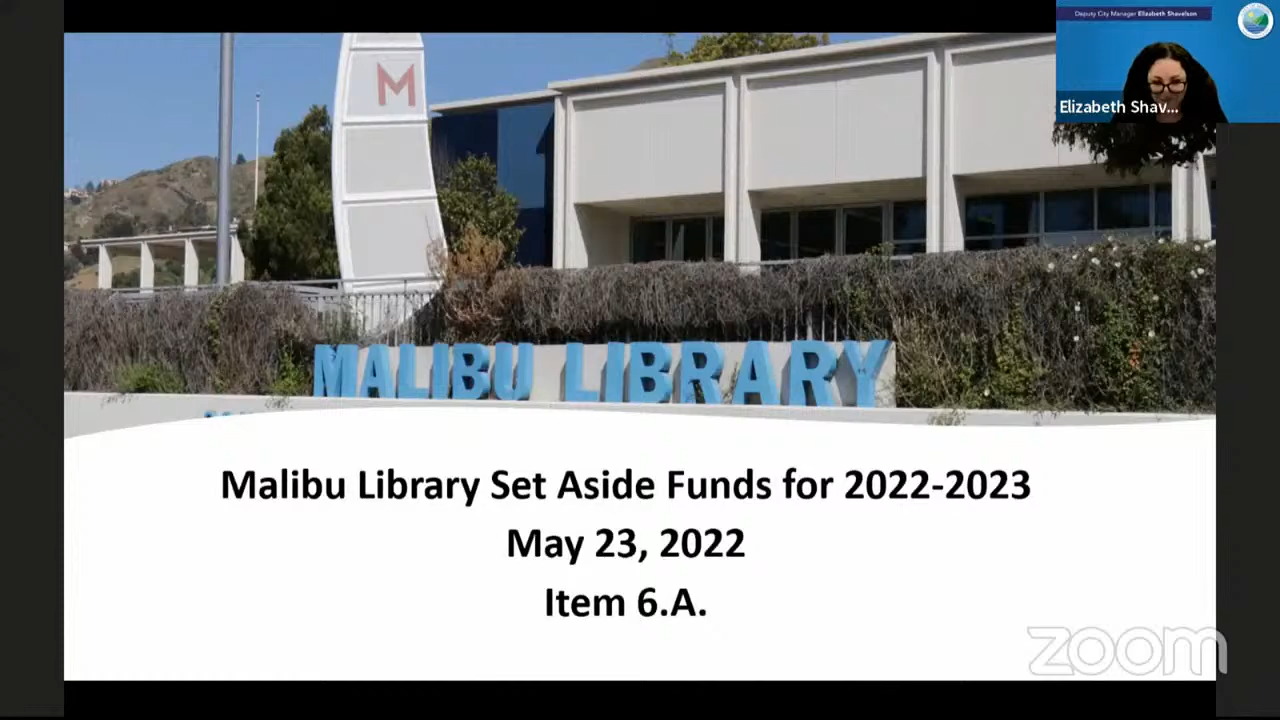 Deputy City Manager Elizabeth Shavelson
Elizabeth Shav...
M
MALIBU LIBRARY
Malibu Library Set Aside Funds for 2022-2023
May 23, 2022
Item 6.A.
zoom